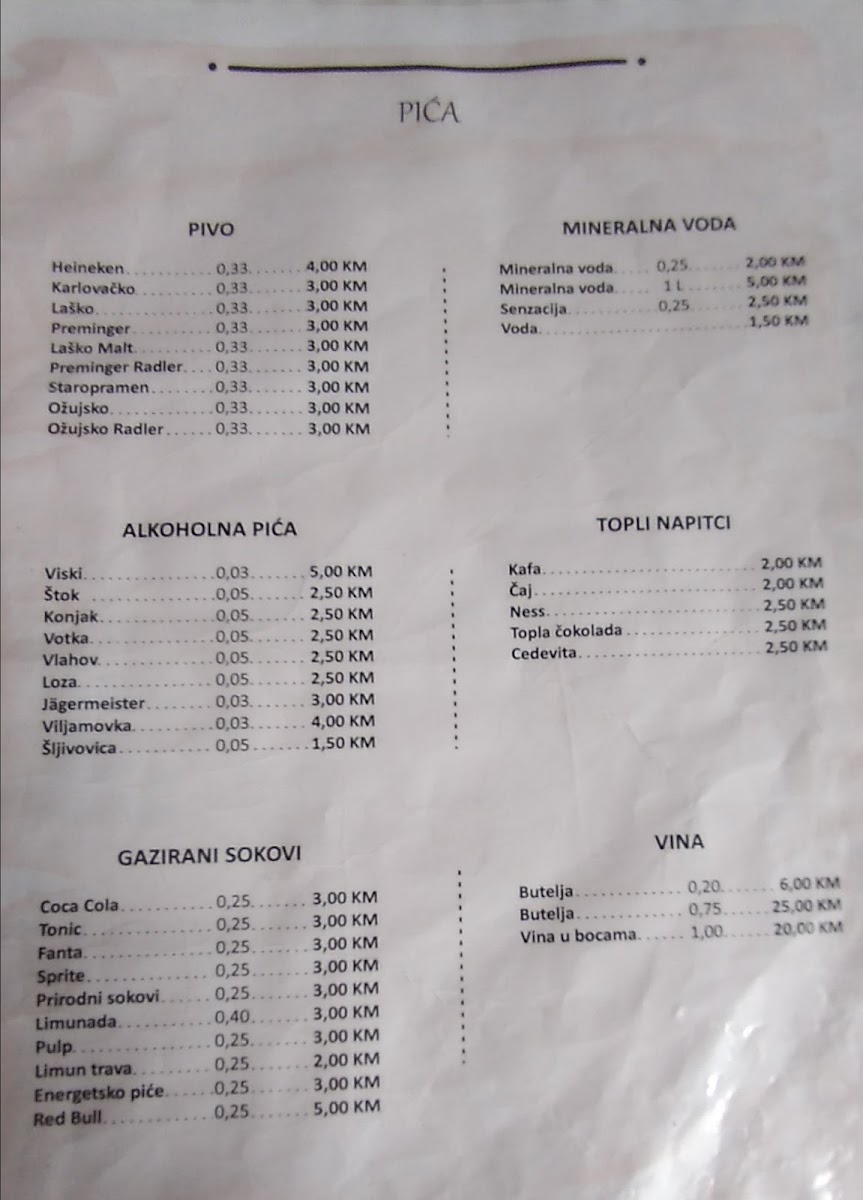 PIĆA
PIVO
Heineken.......... 0,33....... 4,00 KM
Karlovačko......... 0,33....... 3,00 KM
Laško............. 0,33....... 3,00 KM
Preminger......... 0,33....... 3,00 KM
Laško Malt......... 0,33....... 3,00 KM
Preminger Radler.... 0,33....... 3,00 KM
Staropramen....... 0,33....... 3,00 KM
Ožujsko........... 0,33....... 3,00 KM
Ožujsko Radler...... 0,33....... 3,00 KM
MINERALNA VODA
Mineralna voda..... 0,25....... 2,00 KM
Mineralna voda..... 1 L....... 5,00 KM
Senzacija.......... 0,25....... 2,50 KM
Voda......................... 1,50 KM
ALKOHOLNA PIĆA
Viski.............. 0,03....... 5,00 KM
Štok ............. 0,05....... 2,50 KM
Konjak............ 0,05....... 2,50 KM
Votka............. 0,05....... 2,50 KM
Vlahov............ 0,05....... 2,50 KM
Loza.............. 0,05....... 2,50 KM
Jägermeister........ 0,03....... 3,00 KM
Viljamovka......... 0,03....... 4,00 KM
Šljivovica.......... 0,05....... 1,50 KM
TOPLI NAPITCI
Kafa......................... 2,00 KM
Čaj.......................... 2,00 KM
Ness......................... 2,50 KM
Topla čokolada ............... 2,50 KM
Cedevita..................... 2,50 KM
GAZIRANI SOKOVI
Coca Cola.......... 0,25....... 3,00 KM
Tonic............. 0,25....... 3,00 KM
Fanta............. 0,25....... 3,00 KM
Sprite............. 0,25....... 3,00 KM
Prirodni sokovi...... 0,25....... 3,00 KM
Limunada.......... 0,40....... 3,00 KM
Pulp.............. 0,25....... 3,00 KM
Limun trava........ 0,25....... 2,00 KM
Energetsko piće..... 0,25....... 3,00 KM
Red Bull........... 0,25....... 5,00 KM
VINA
Butelja............ 0,20....... 6,00 KM
Butelja............ 0,75...... 25,00 KM
Vina u bocama...... 1,00...... 20,00 KM